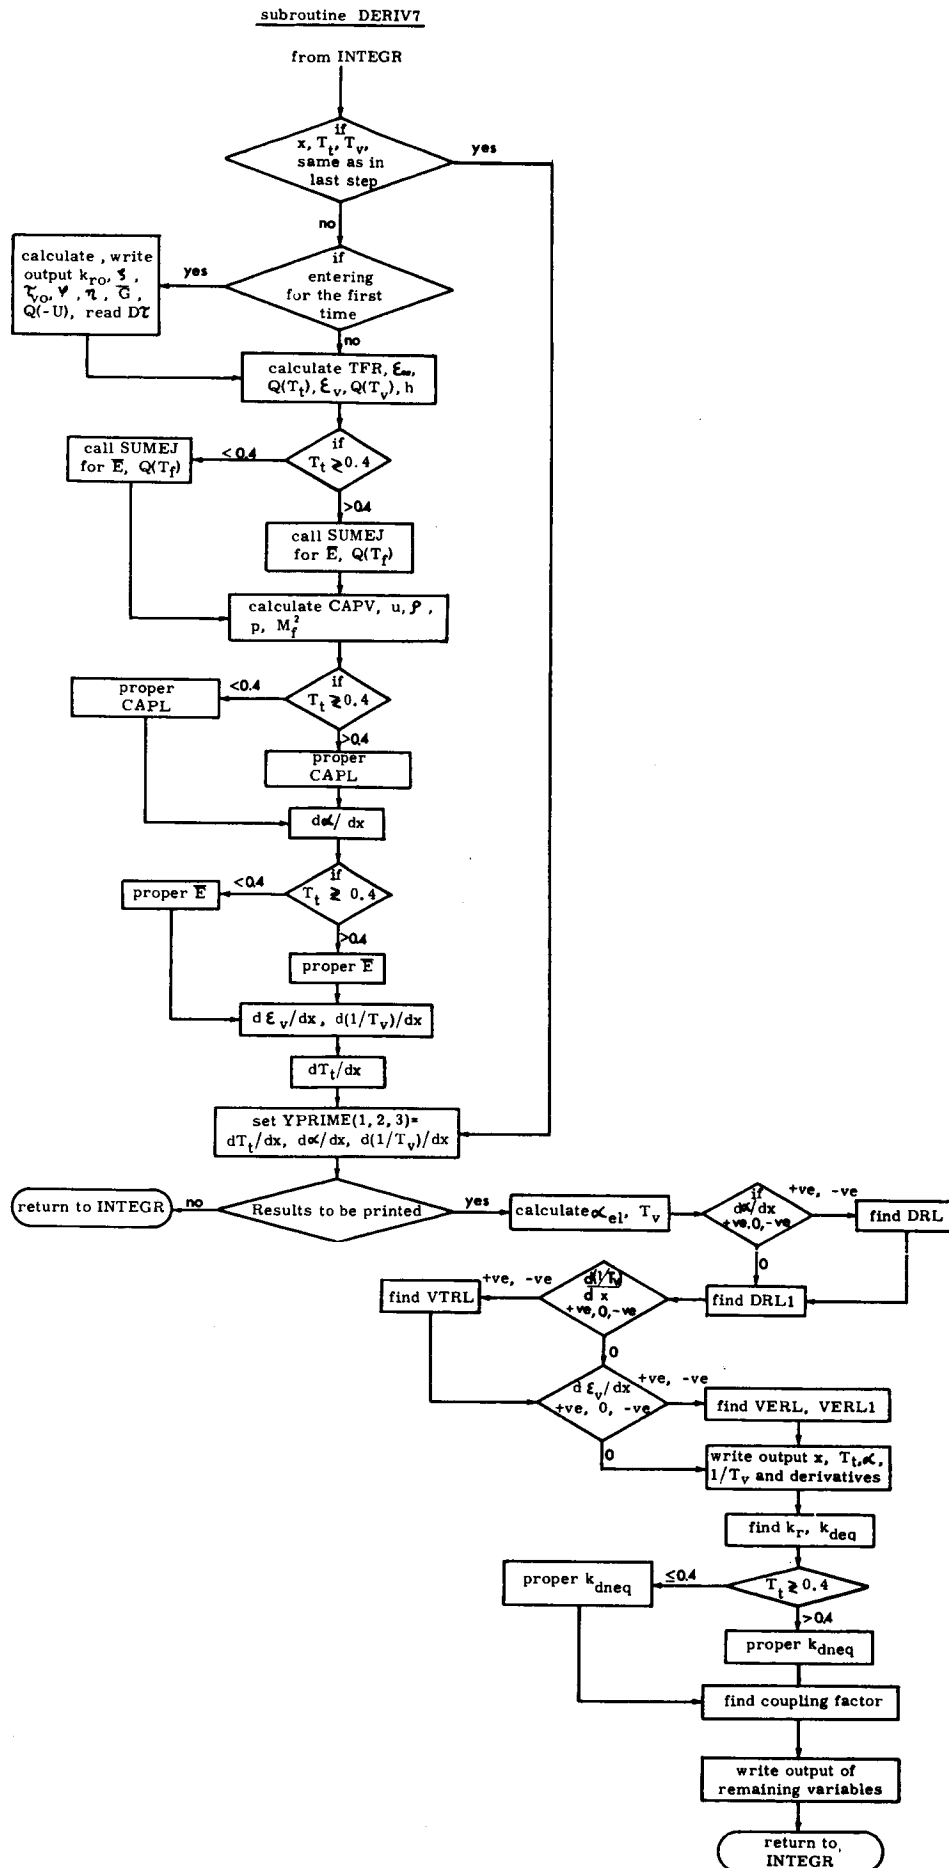 subroutine DERIV7
from INTEGR
if
x, T_t, T_v,
same as in
last step
yes
no
if
entering
for the first
time
yes
calculate , write
output k_ro, ζ ,
τ_vo, φ , η , G̅ ,
Q(-U), read Dτ
no
calculate TFR, ε_∞,
Q(T_t), ε_v, Q(T_v), h
if
T_t ≷ 0.4
<0.4
call SUMEJ
for E̅, Q(T_f)
>0.4
call SUMEJ
for E̅, Q(T_f)
calculate CAPV, u, ρ ,
p, M_f^2
if
T_t ≷ 0.4
<0.4
proper
CAPL
>0.4
proper
CAPL
dα/ dx
if
T_t ≷ 0.4
<0.4
proper E̅
>0.4
proper E̅
dε_v/dx, d(1/T_v)/dx
dT_t/dx
set YPRIME(1, 2, 3)=
dT_t/dx, dα/dx, d(1/T_v)/dx
return to INTEGR
no
Results to be printed
yes
calculate α_el, T_v
if
dα/dx
+ve, 0, -ve
+ve, -ve
find DRL
0
find DRL1
d(1/T_v)
d x
+ve, 0, -ve
+ve, -ve
find VTRL
0
dε_v/dx
+ve, 0, -ve
+ve, -ve
find VERL, VERL1
0
write output x, T_t, α,
1/T_v and derivatives
find k_r, k_deq
T_t ≷ 0.4
≤0.4
proper k_dneq
>0.4
proper k_dneq
find coupling factor
write output of
remaining variables
return to,
INTEGR